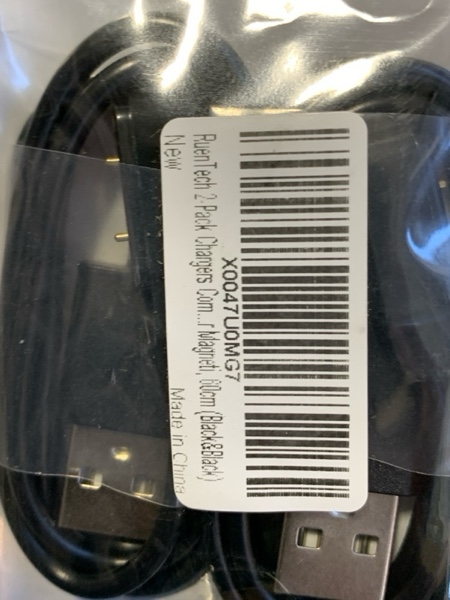 X0047U0MG7
RuenTech 2 Pack Chargers Com...r Magneti, 60cm (Black&Black)
New
Made in China